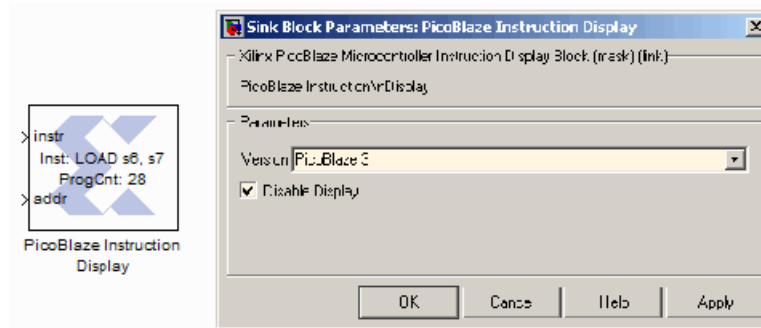 Sink Block Parameters: PicoBlaze Instruction Display
Xilinx PicoBlaze Microcontroller Instruction Display Block (mask) (link)
PicoBlaze Instruction\nDisplay
Parameters
Version PicoBlaze 3
Disable Display
OK Cancel Help Apply
instr
Inst: LOAD s6, s7
ProgCnt: 28
addr
PicoBlaze Instruction
Display